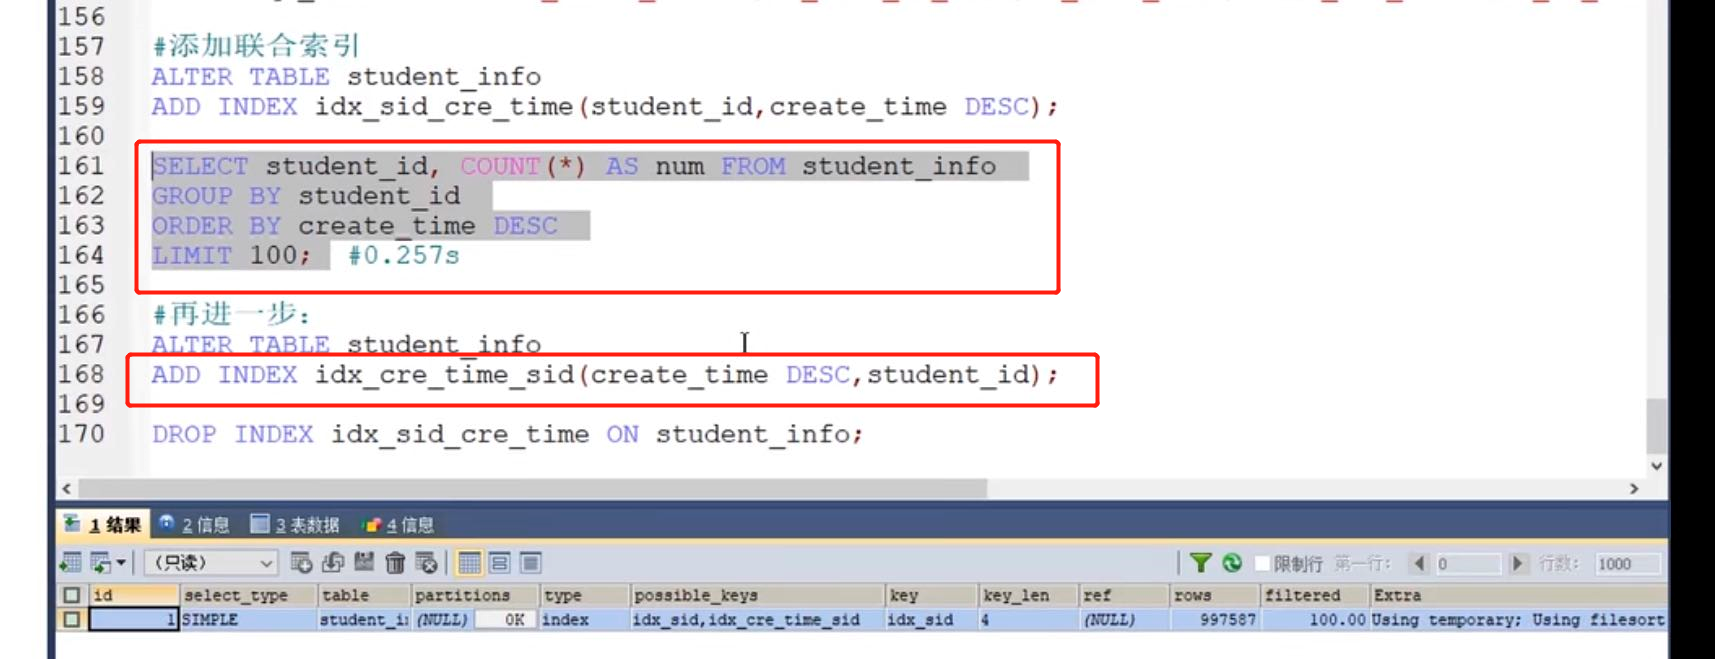 156
157 #添加联合索引
158 ALTER TABLE student_info
159 ADD INDEX idx_sid_cre_time(student_id,create_time DESC);
160
161 SELECT student_id, COUNT(*) AS num FROM student_info
162 GROUP BY student_id
163 ORDER BY create_time DESC
164 LIMIT 100; #0.257s
165
166 #再进一步:
167 ALTER TABLE student_info
168 ADD INDEX idx_cre_time_sid(create_time DESC,student_id);
169
170 DROP INDEX idx_sid_cre_time ON student_info;
1 结果 2 信息 3 表数据 4 信息
(只读) 限制行 第一行: 0 行数: 1000
id select_type table partitions type possible_keys key key_len ref rows filtered Extra
1 SIMPLE student_i (NULL) 0K index idx_sid,idx_cre_time_sid idx_sid 4 (NULL) 997587 100.00 Using temporary; Using filesort